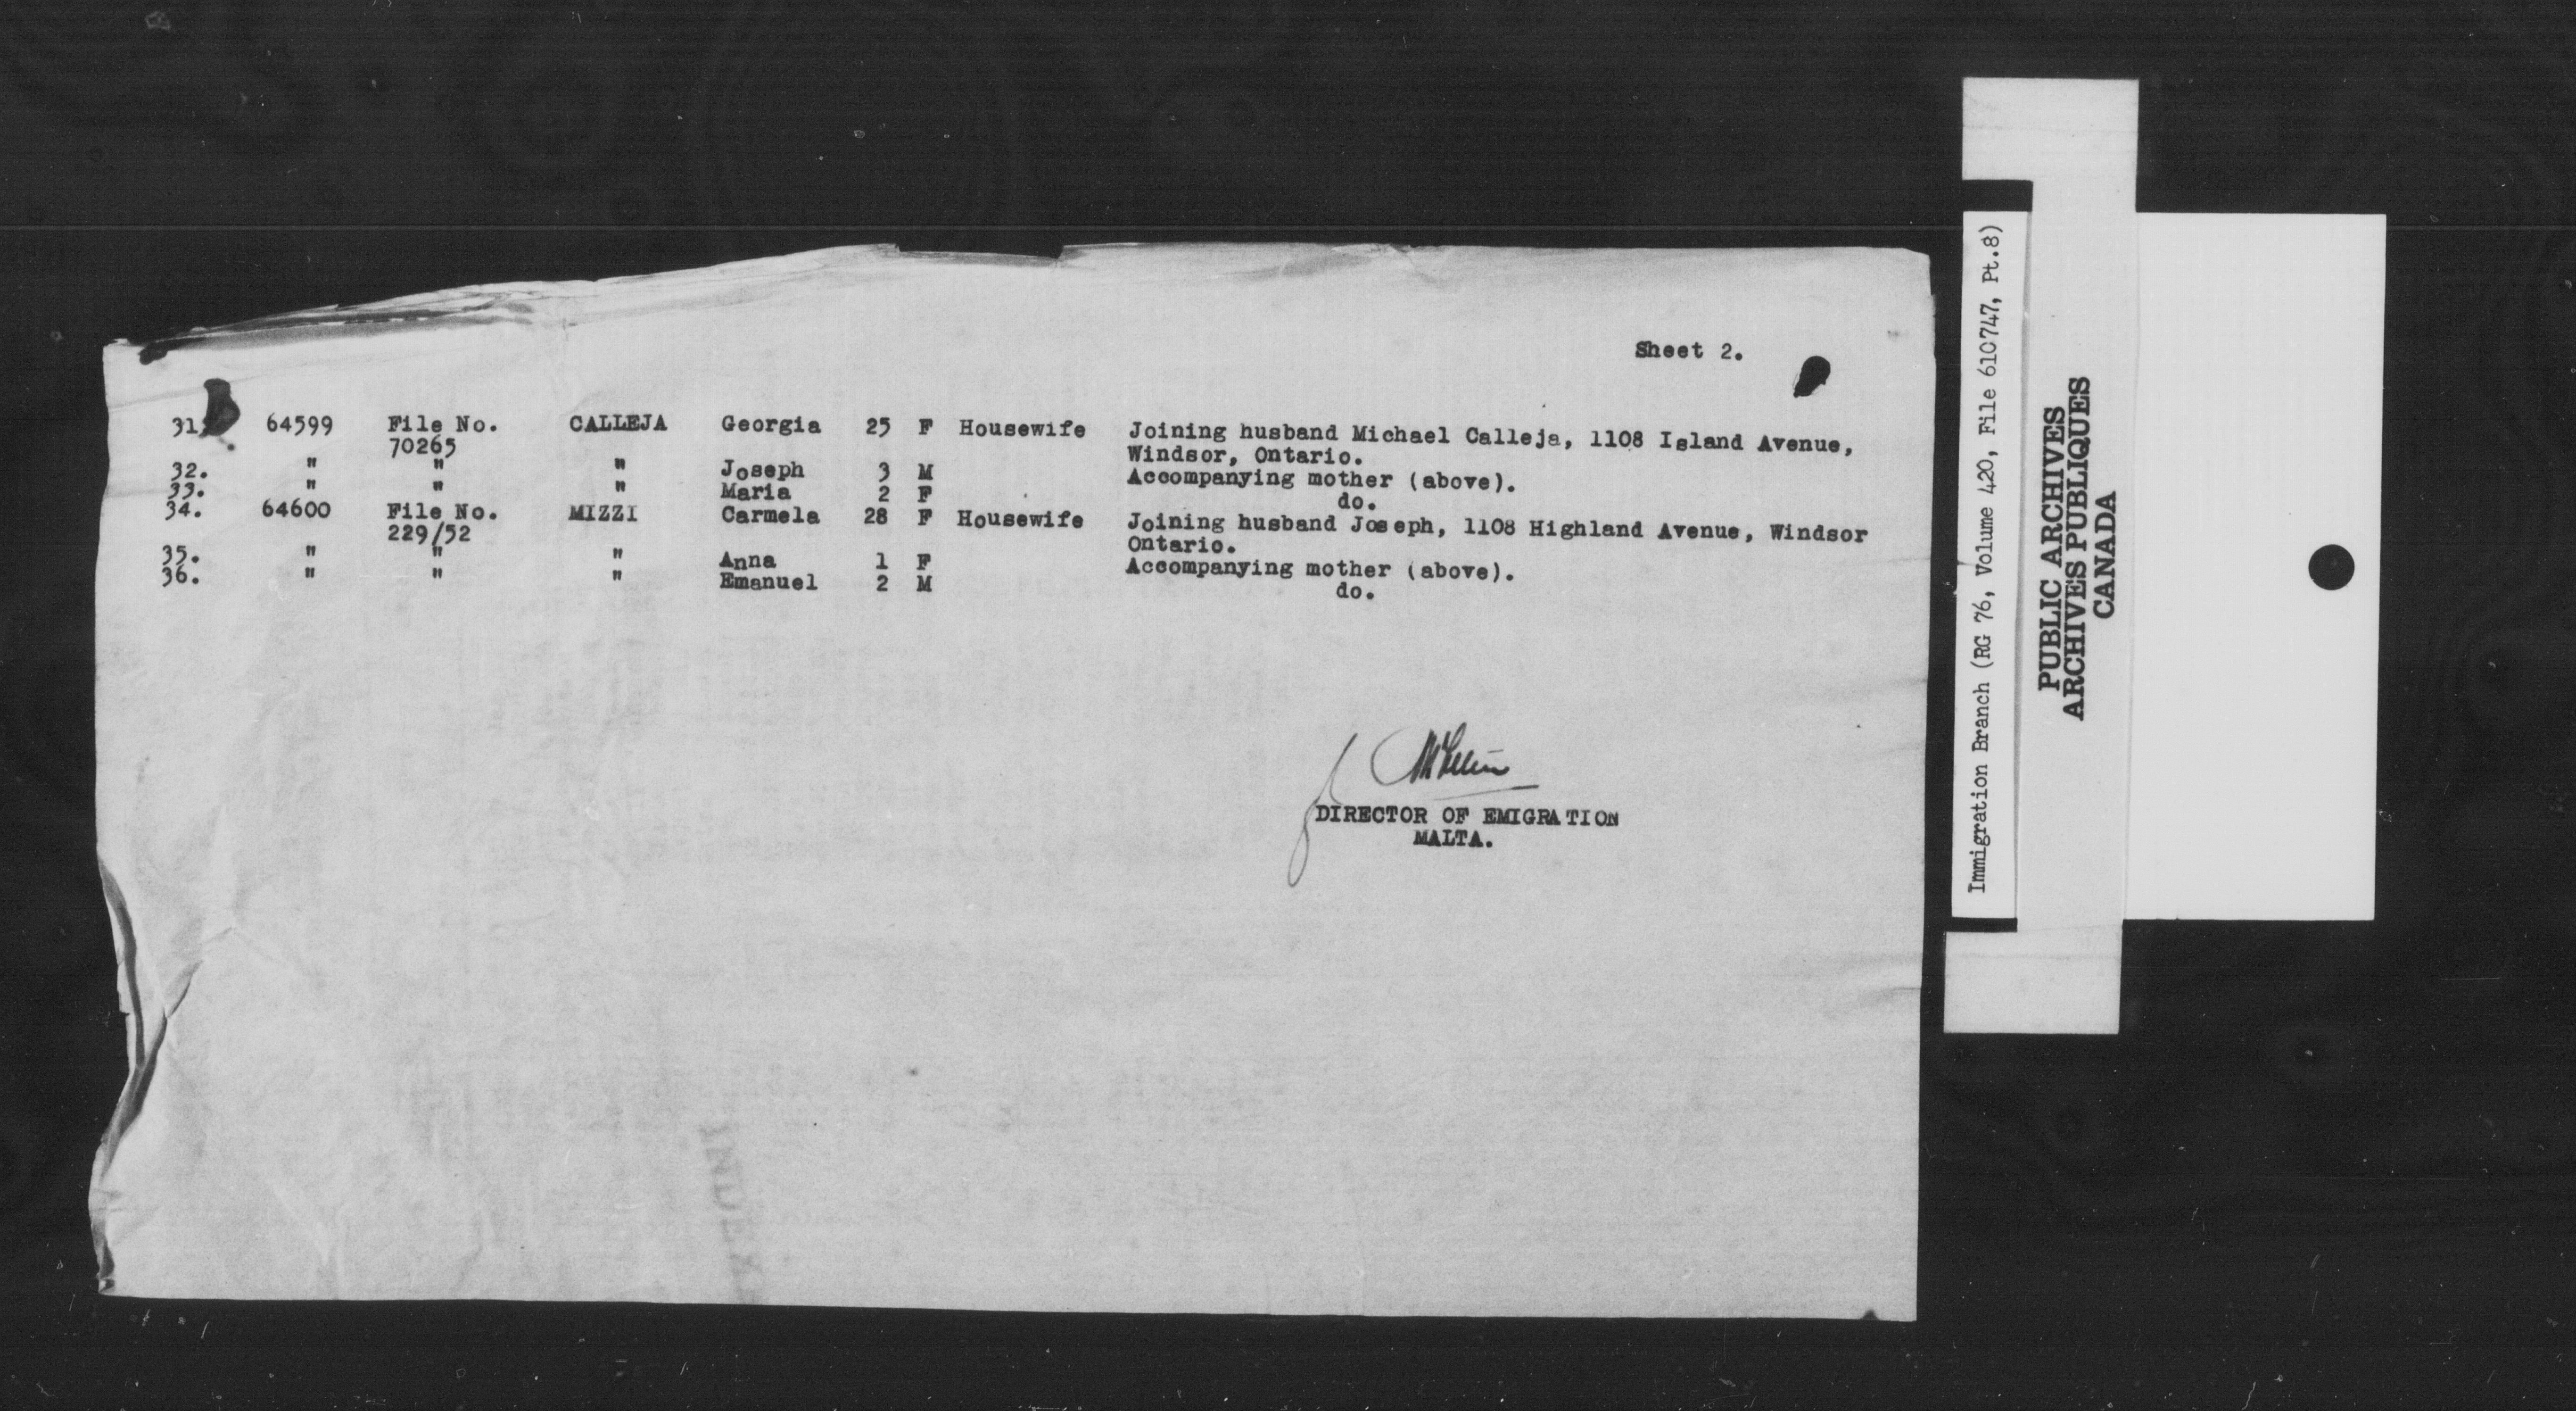 Sheet 2.
31. 64599 File No. CALLEJA Georgia 25 F Housewife Joining husband Michael Calleja, 1108 Island Avenue,
70265 Windsor, Ontario.
32. " " " Joseph 3 M Accompanying mother (above).
33. " " " Maria 2 F do.
34. 64600 File No. MIZZI Carmela 28 F Housewife Joining husband Joseph, 1108 Highland Avenue, Windsor
229/52 Ontario.
35. " " " Anna 1 F Accompanying mother (above).
36. " " " Emanuel 2 M do.
DIRECTOR OF EMIGRATION
MALTA.
Immigration Branch (RG 76, Volume 420, File 610747, Pt.8)
PUBLIC ARCHIVES
ARCHIVES PUBLIQUES
CANADA